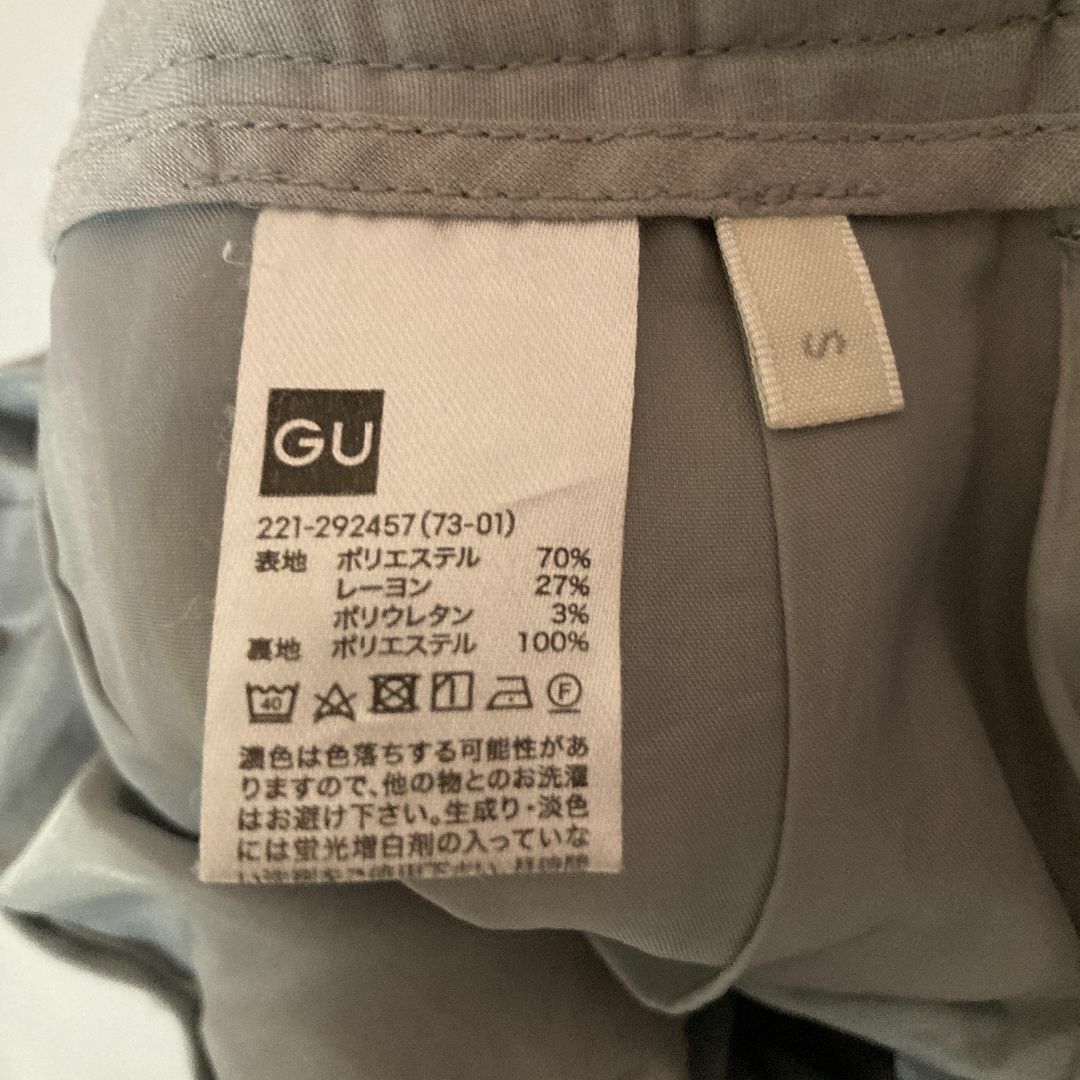 GU
221-292457(73-01)
表地 ポリエステル 70%
レーヨン 27%
ポリウレタン 3%
裏地 ポリエステル 100%
40 F
濃色は色落ちする可能性があ
りますので、他の物とのお洗濯
はお避け下さい。生成り・淡色
には蛍光増白剤の入っていな
S